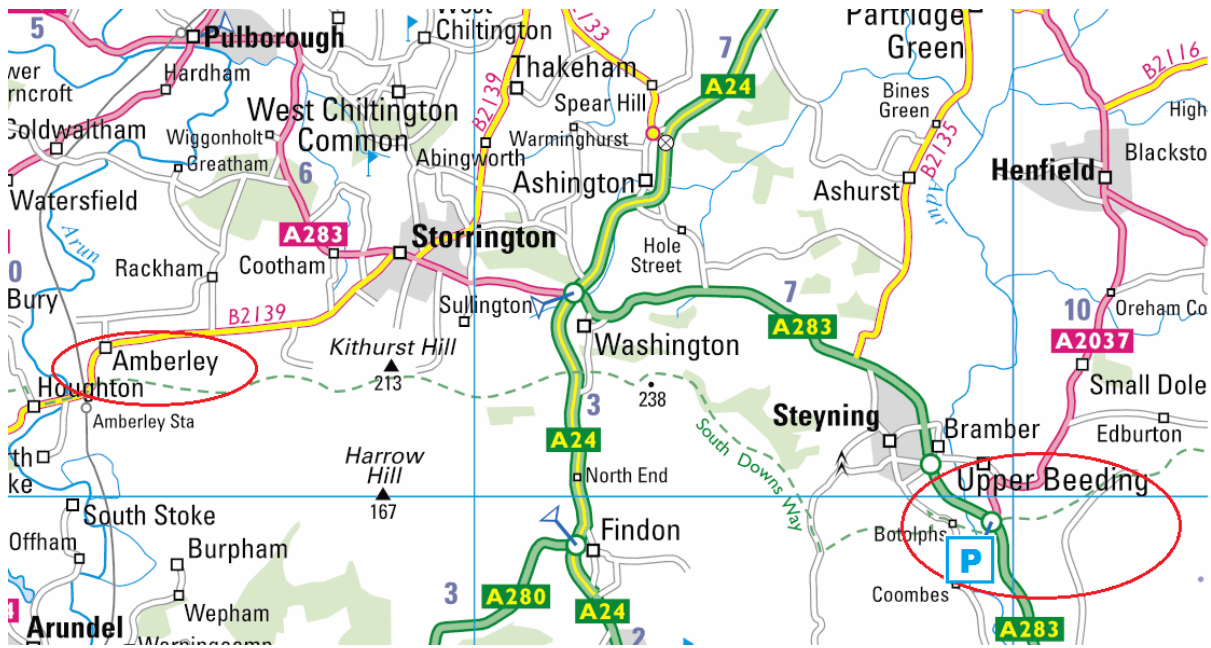 5
Pulborough
West
Chiltington
7
Partridge
Green
B2116
wer
rncroft
Hardham
B2133
Thakeham
A24
Bines
Green
High
Coldwaltham
West Chiltington
Common
B2139
Spear Hill
Wiggonholt
Warminghurst
B2135
Blacksto
Greatham
6
Abingworth
Henfield
Watersfield
Ashington
Ashurst
Adur
Arun
A283
Storrington
Hole
Street
0
Rackham
Cootham
Bury
Sullington
7
10
Oreham Co
B2139
A283
Washington
A2037
Amberley
Kithurst Hill
213
238
Small Dole
Houghton
3
Steyning
Amberley Sta
South Downs Way
Bramber
Edburton
A24
rth
ke
Harrow
Hill
167
North End
Upper Beeding
South Stoke
Offham
Burpham
Findon
Botolphs
P
Wepham
3
A280
A24
Coombes
Arundel
Warningcamp
2
A283